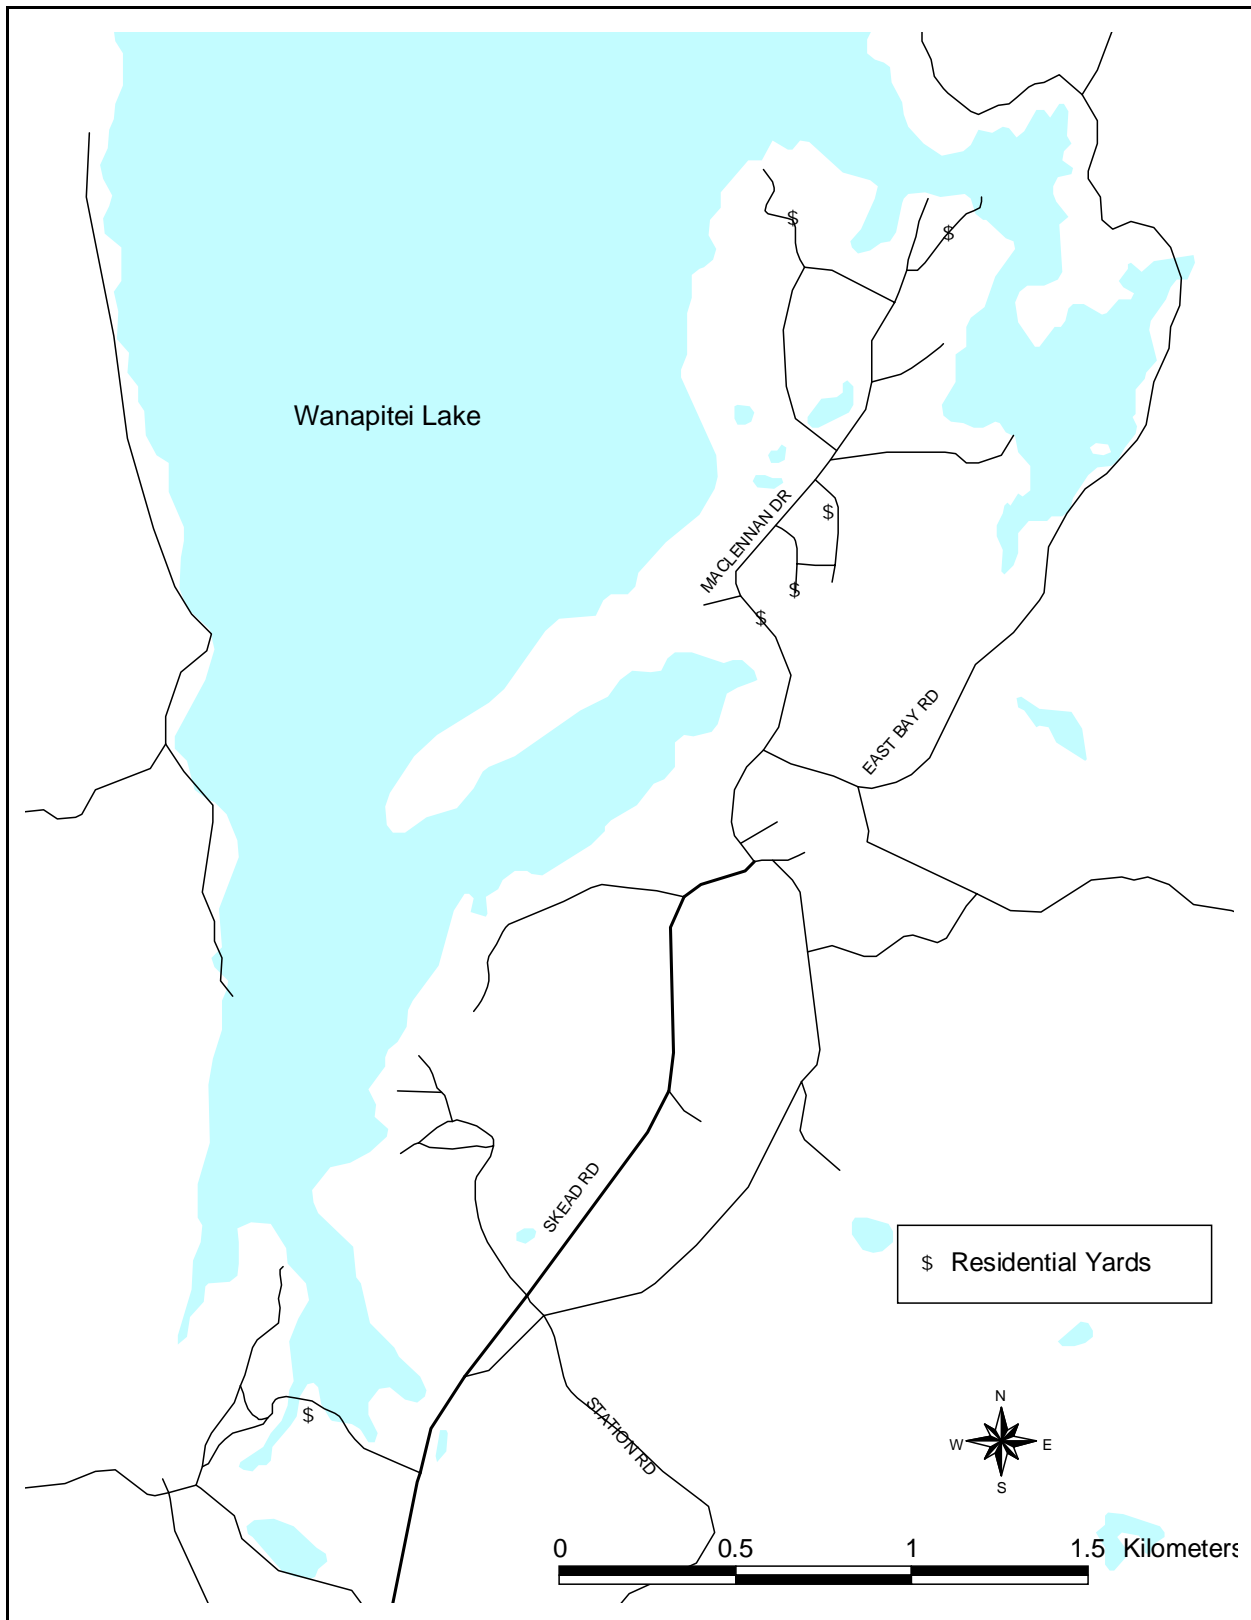 $
$
Wanapitei Lake
MACLENNAN DR
$
$
$
EAST BAY RD
SKEAD RD
$ Residential Yards
STATION RD
$
N
W E
S
0 0.5 1 1.5 Kilometers